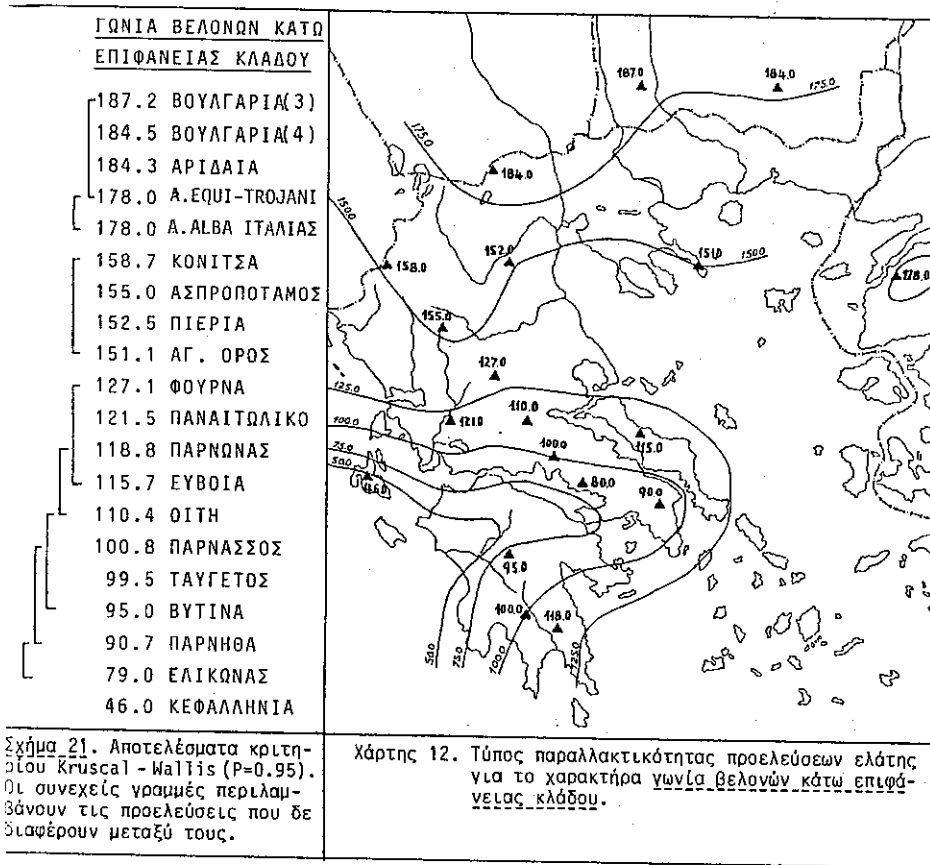 ΓΩΝΙΑ ΒΕΛΟΝΩΝ ΚΑΤΩ
ΕΠΙΦΑΝΕΙΑΣ ΚΛΑΔΟΥ
187.2 ΒΟΥΛΓΑΡΙΑ(3)
184.5 ΒΟΥΛΓΑΡΙΑ(4)
184.3 ΑΡΙΔΑΙΑ
178.0 A.EQUI-TROJANI
178.0 A.ALBA ΙΤΑΛΙΑΣ
158.7 ΚΟΝΙΤΣΑ
155.0 ΑΣΠΡΟΠΟΤΑΜΟΣ
152.5 ΠΙΕΡΙΑ
151.1 ΑΓ. ΟΡΟΣ
127.1 ΦΟΥΡΝΑ
121.5 ΠΑΝΑΙΤΩΛΙΚΟ
118.8 ΠΑΡΝΩΝΑΣ
115.7 ΕΥΒΟΙΑ
110.4 ΟΙΤΗ
100.8 ΠΑΡΝΑΣΣΟΣ
99.5 ΤΑΥΓΕΤΟΣ
95.0 ΒΥΤΙΝΑ
90.7 ΠΑΡΝΗΘΑ
79.0 ΕΛΙΚΩΝΑΣ
46.0 ΚΕΦΑΛΛΗΝΙΑ
Σχήμα 21. Αποτελέσματα κριτη-
ρίου Kruscal - Wallis (P=0.95).
Οι συνεχείς γραμμές περιλαμ-
βάνουν τις προελεύσεις που δε
διαφέρουν μεταξύ τους.
187.0
184.0
175.0
175.0
184.0
150.0
158.0
152.0
151.0
150.0
178.0
155.0
127.0
125.0
121.0
110.0
115.0
100.0
100.0
75.0
50.0
46.0
80.0
90.0
95.0
100.0
118.0
50.0
75.0
100.0
125.0
Χάρτης 12. Τύπος παραλλακτικότητας προελεύσεων ελάτης
για το χαρακτήρα γωνία βελονών κάτω επιφά-
νειας κλάδου.